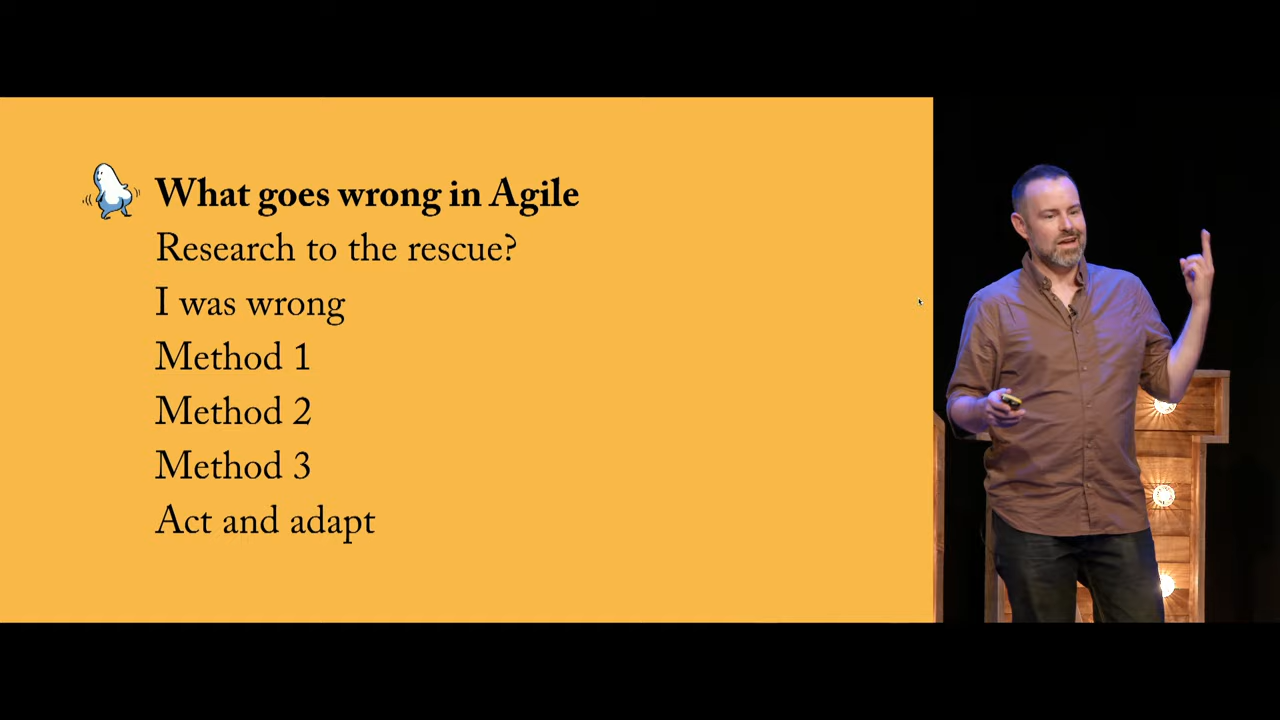 What goes wrong in Agile
Research to the rescue?
I was wrong
Method 1
Method 2
Method 3
Act and adapt